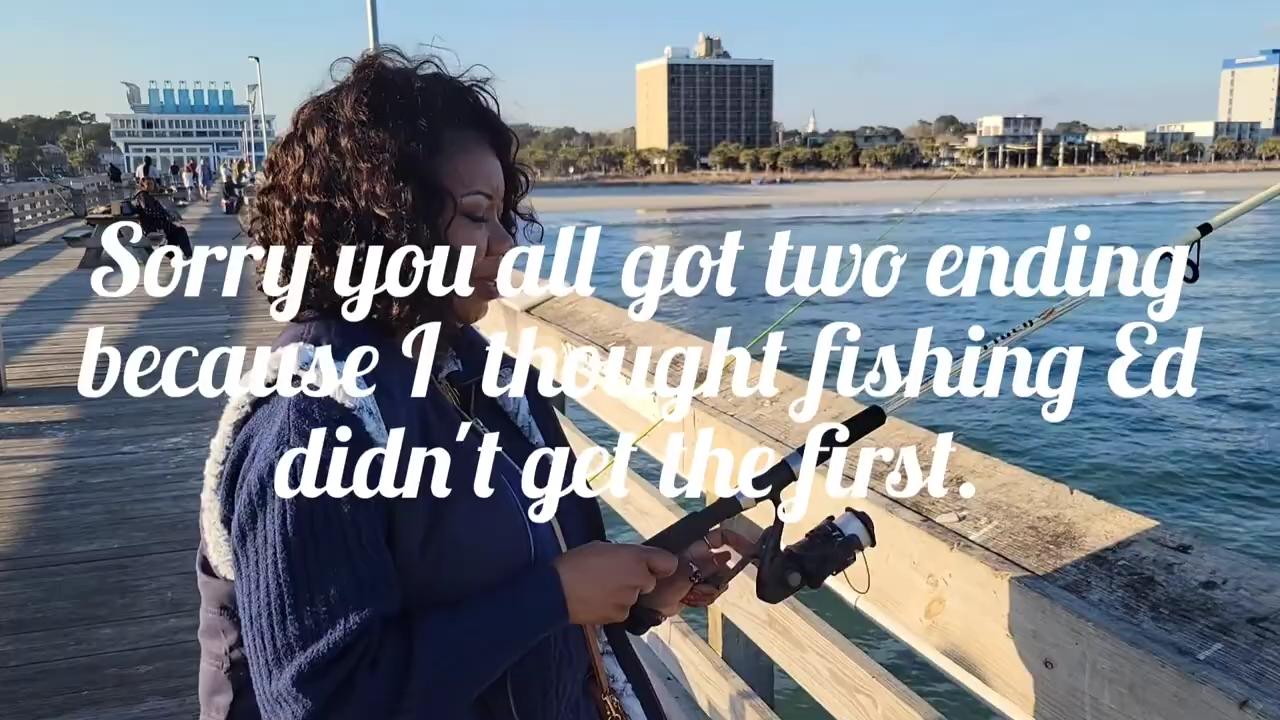 Sorry you all got two ending
because I thought fishing Ed
didn't get the first.